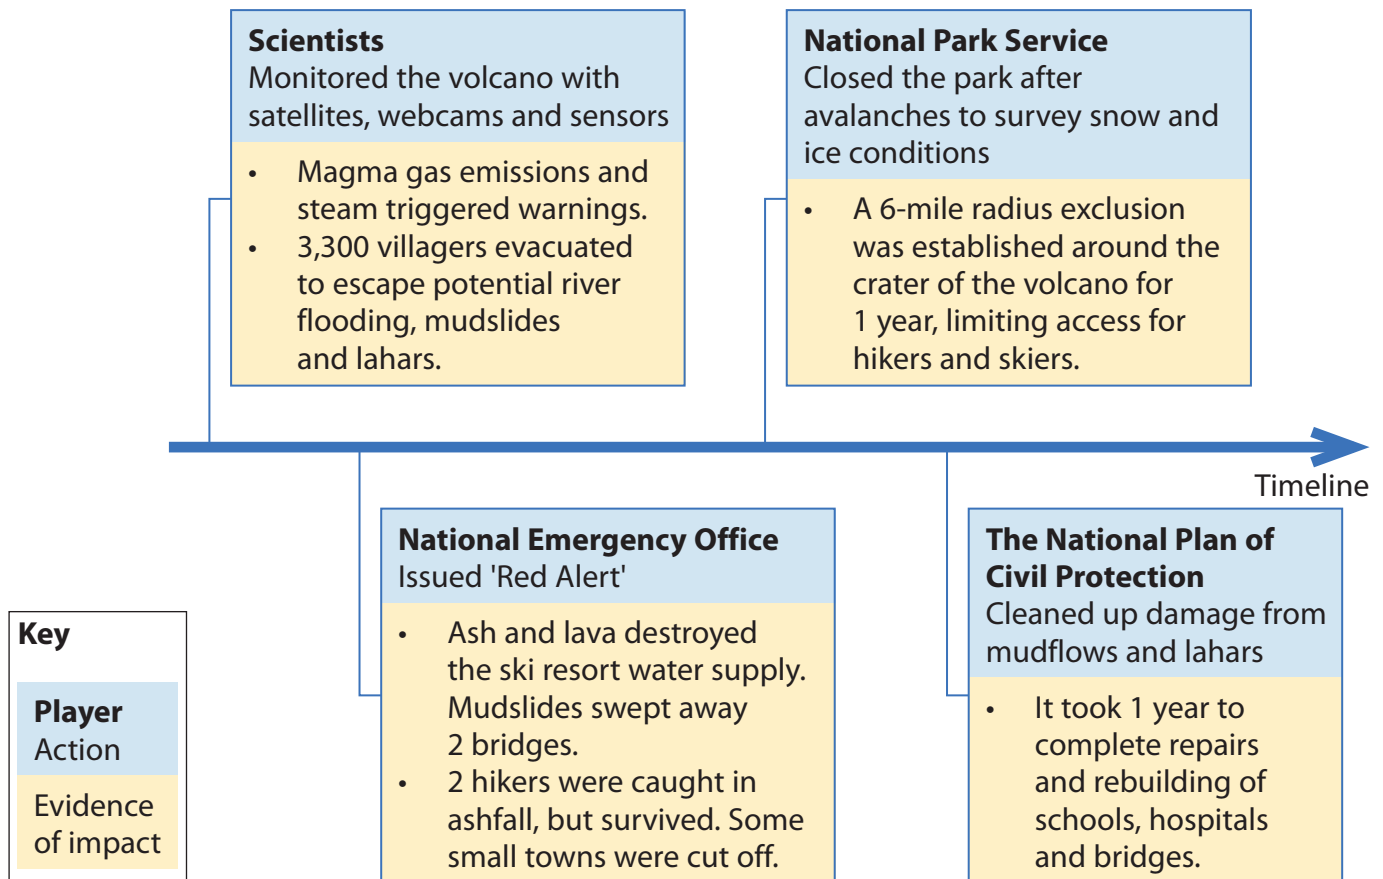 Scientists
Monitored the volcano with
satellites, webcams and sensors
• Magma gas emissions and
steam triggered warnings.
• 3,300 villagers evacuated
to escape potential river
flooding, mudslides
and lahars.
National Park Service
Closed the park after
avalanches to survey snow and
ice conditions
• A 6-mile radius exclusion
was established around the
crater of the volcano for
1 year, limiting access for
hikers and skiers.
Timeline
National Emergency Office
Issued 'Red Alert'
• Ash and lava destroyed
the ski resort water supply.
Mudslides swept away
2 bridges.
• 2 hikers were caught in
ashfall, but survived. Some
small towns were cut off.
The National Plan of
Civil Protection
Cleaned up damage from
mudflows and lahars
• It took 1 year to
complete repairs
and rebuilding of
schools, hospitals
and bridges.
Key
Player
Action
Evidence
of impact